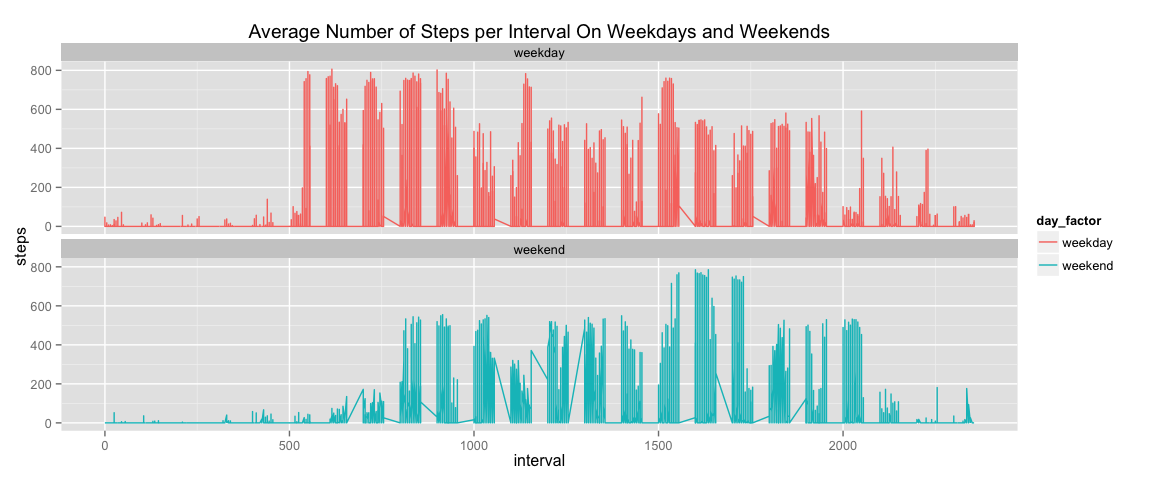 Average Number of Steps per Interval On Weekdays and Weekends
weekday
800
600
400
200
0
steps
weekend
800
600
400
200
0
0 500 1000 1500 2000
interval
day_factor
weekday
weekend